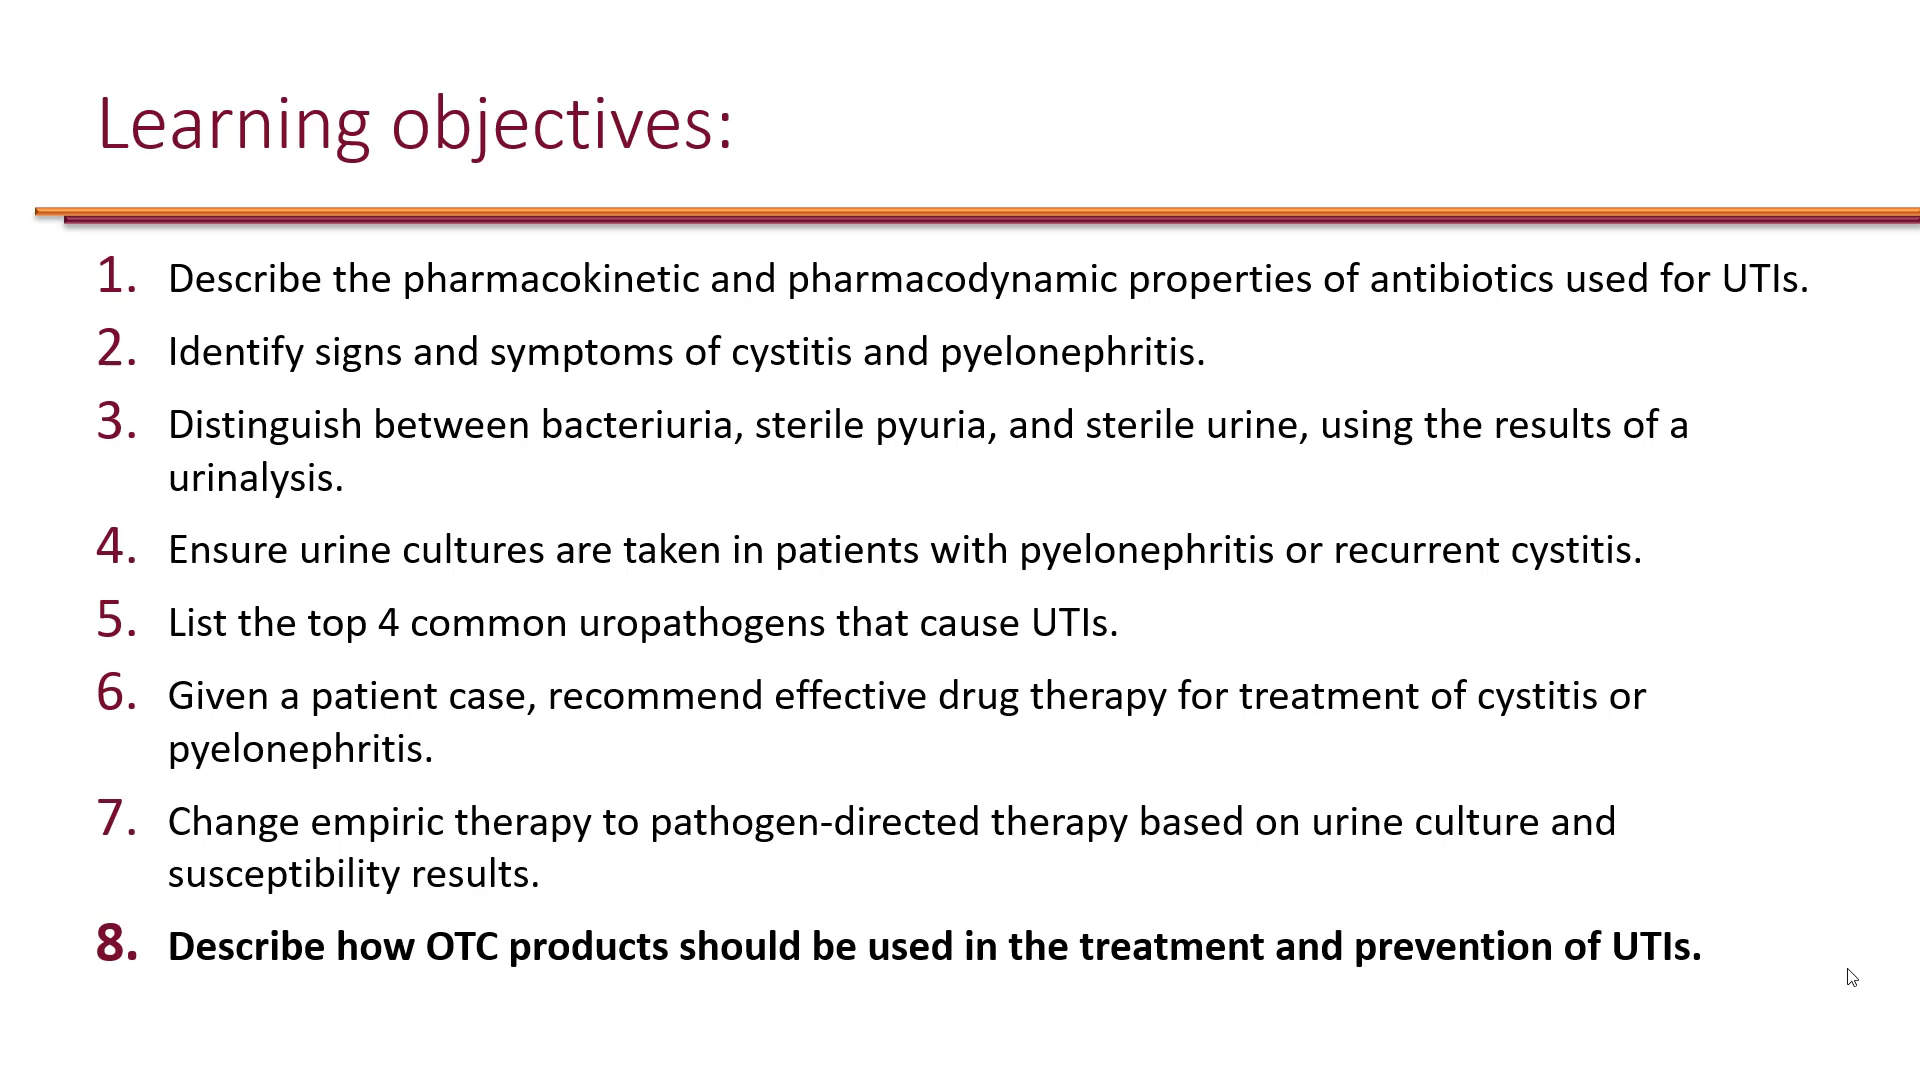 Learning objectives:
1. Describe the pharmacokinetic and pharmacodynamic properties of antibiotics used for UTIs.
2. Identify signs and symptoms of cystitis and pyelonephritis.
3. Distinguish between bacteriuria, sterile pyuria, and sterile urine, using the results of a
urinalysis.
4. Ensure urine cultures are taken in patients with pyelonephritis or recurrent cystitis.
5. List the top 4 common uropathogens that cause UTIs.
6. Given a patient case, recommend effective drug therapy for treatment of cystitis or
pyelonephritis.
7. Change empiric therapy to pathogen-directed therapy based on urine culture and
susceptibility results.
8. Describe how OTC products should be used in the treatment and prevention of UTIs.